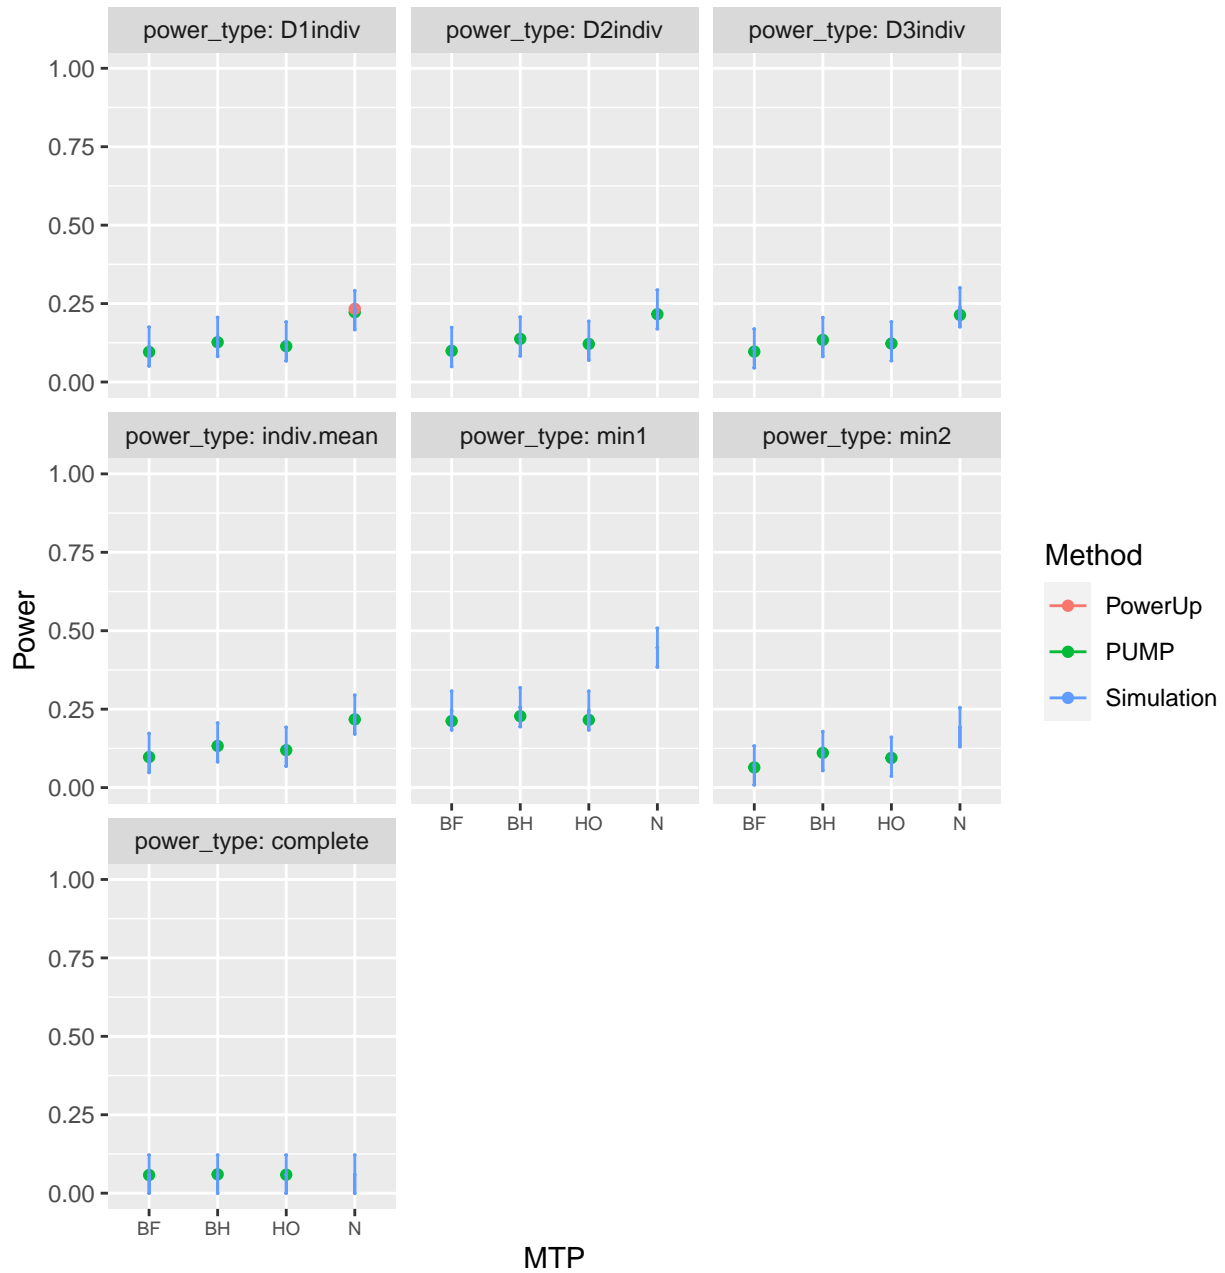 power_type: D1indiv power_type: D2indiv power_type: D3indiv
1.00
0.75
0.50
0.25
0.00
power_type: indiv.mean power_type: min1 power_type: min2
1.00
0.75
0.50
0.25
0.00
BF BH HO N BF BH HO N
power_type: complete
1.00
0.75
0.50
0.25
0.00
BF BH HO N
Power
MTP
Method
PowerUp
PUMP
Simulation